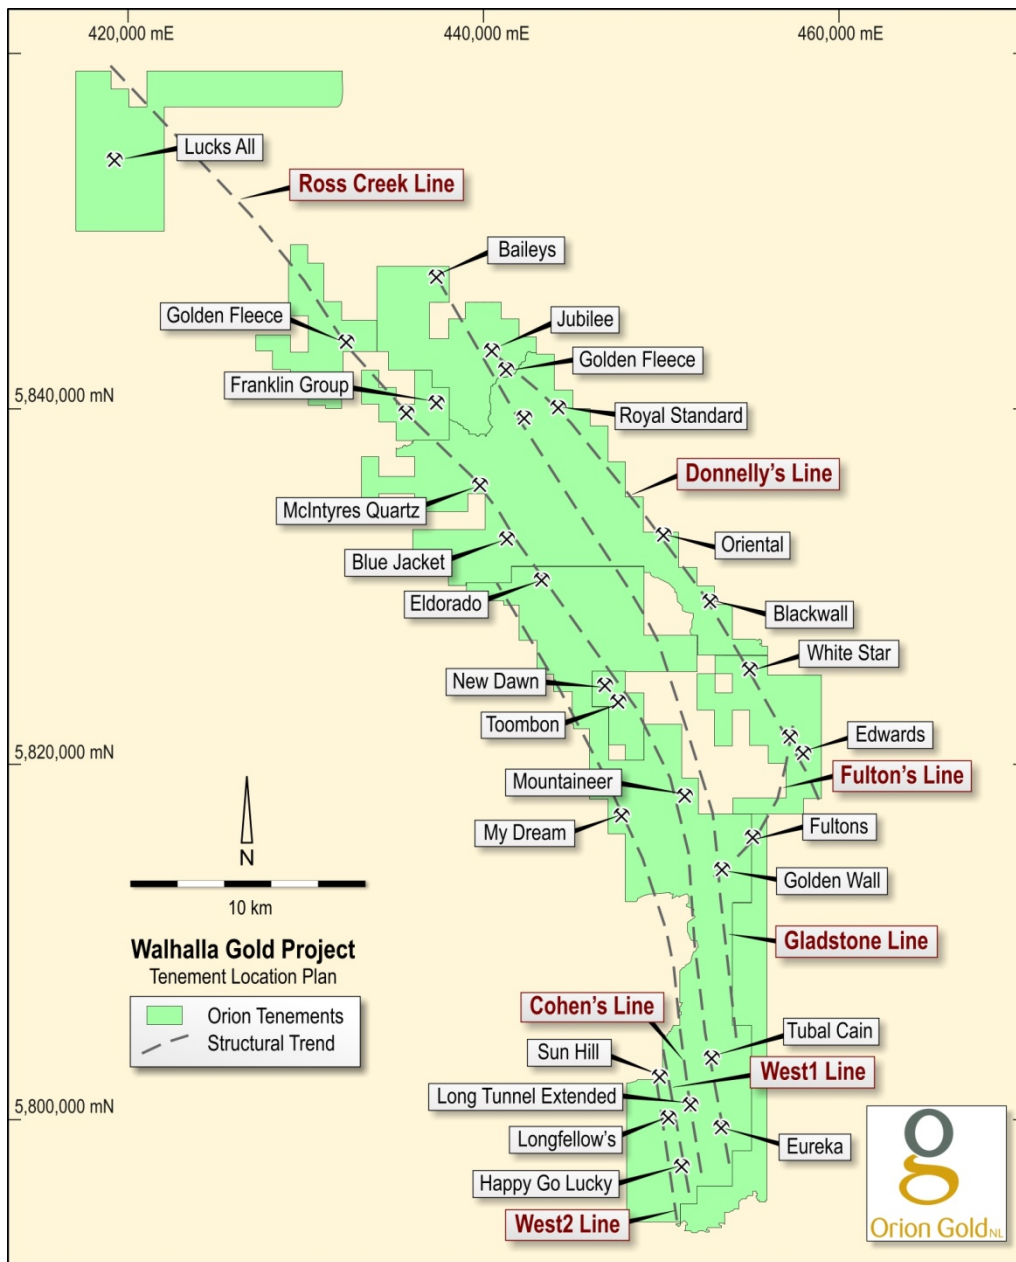 420,000 mE
440,000 mE
460,000 mE
Lucks All
Ross Creek Line
Baileys
Golden Fleece
Jubilee
Golden Fleece
Franklin Group
5,840,000 mN
Royal Standard
Donnelly's Line
McIntyres Quartz
Oriental
Blue Jacket
Eldorado
Blackwall
White Star
New Dawn
Toombon
Edwards
5,820,000 mN
Mountaineer
Fulton's Line
My Dream
Fultons
N
Golden Wall
10 km
Walhalla Gold Project
Tenement Location Plan
Gladstone Line
Orion Tenements
Structural Trend
Cohen's Line
Tubal Cain
Sun Hill
West1 Line
Long Tunnel Extended
5,800,000 mN
Longfellow's
Eureka
Happy Go Lucky
West2 Line
Orion Gold NL